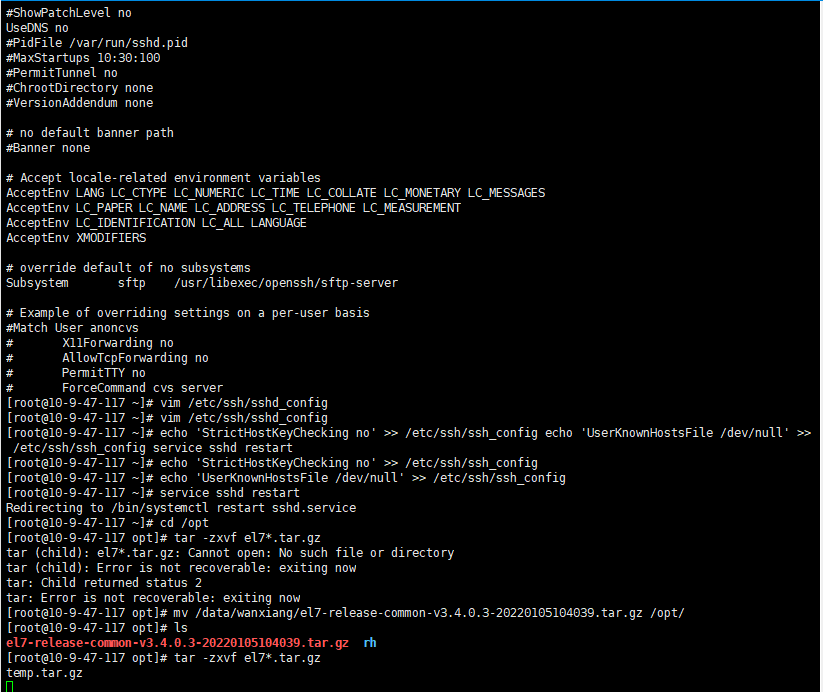 #ShowPatchLevel no
UseDNS no
#PidFile /var/run/sshd.pid
#MaxStartups 10:30:100
#PermitTunnel no
#ChrootDirectory none
#VersionAddendum none
# no default banner path
#Banner none
# Accept locale-related environment variables
AcceptEnv LANG LC_CTYPE LC_NUMERIC LC_TIME LC_COLLATE LC_MONETARY LC_MESSAGES
AcceptEnv LC_PAPER LC_NAME LC_ADDRESS LC_TELEPHONE LC_MEASUREMENT
AcceptEnv LC_IDENTIFICATION LC_ALL LANGUAGE
AcceptEnv XMODIFIERS
# override default of no subsystems
Subsystem       sftp    /usr/libexec/openssh/sftp-server
# Example of overriding settings on a per-user basis
#Match User anoncvs
#       X11Forwarding no
#       AllowTcpForwarding no
#       PermitTTY no
#       ForceCommand cvs server
[root@10-9-47-117 ~]# vim /etc/ssh/sshd_config
[root@10-9-47-117 ~]# vim /etc/ssh/sshd_config
[root@10-9-47-117 ~]# echo 'StrictHostKeyChecking no' >> /etc/ssh/ssh_config echo 'UserKnownHostsFile /dev/null' >>
 /etc/ssh/ssh_config service sshd restart
[root@10-9-47-117 ~]# echo 'StrictHostKeyChecking no' >> /etc/ssh/ssh_config
[root@10-9-47-117 ~]# echo 'UserKnownHostsFile /dev/null' >> /etc/ssh/ssh_config
[root@10-9-47-117 ~]# service sshd restart
Redirecting to /bin/systemctl restart sshd.service
[root@10-9-47-117 ~]# cd /opt
[root@10-9-47-117 opt]# tar -zxvf el7*.tar.gz
tar (child): el7*.tar.gz: Cannot open: No such file or directory
tar (child): Error is not recoverable: exiting now
tar: Child returned status 2
tar: Error is not recoverable: exiting now
[root@10-9-47-117 opt]# mv /data/wanxiang/el7-release-common-v3.4.0.3-20220105104039.tar.gz /opt/
[root@10-9-47-117 opt]# ls
el7-release-common-v3.4.0.3-20220105104039.tar.gz  rh
[root@10-9-47-117 opt]# tar -zxvf el7*.tar.gz
temp.tar.gz